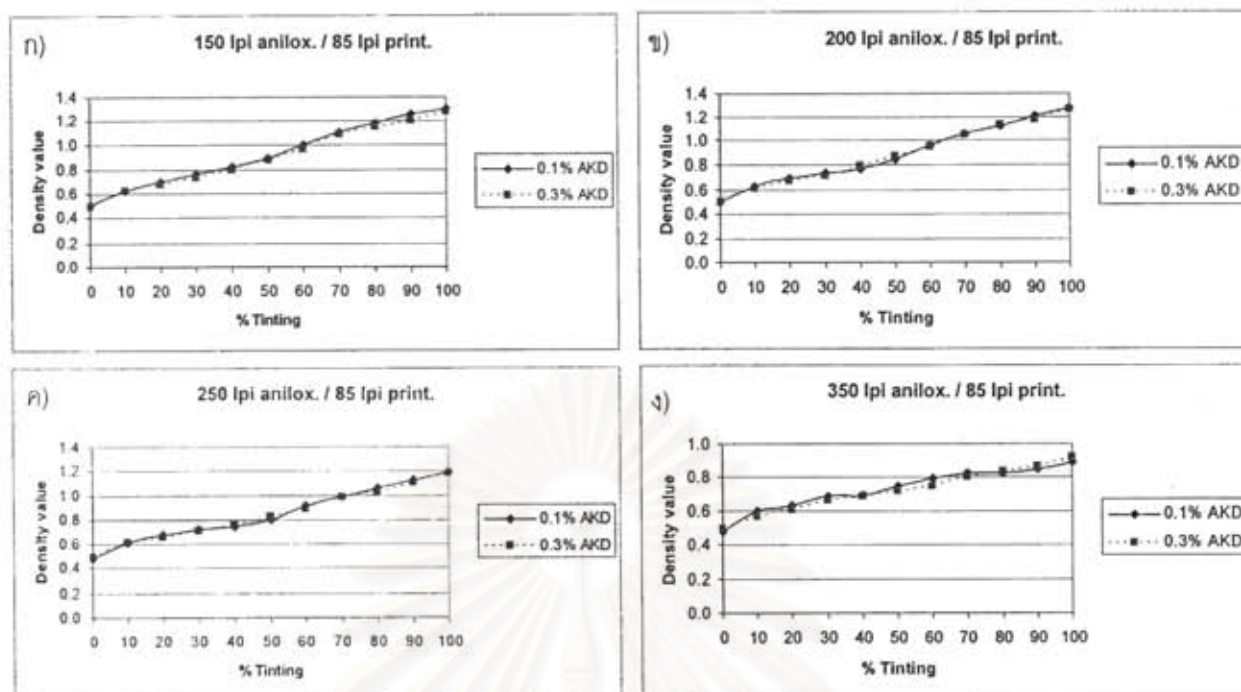 ก)
150 lpi anilox. / 85 lpi print.
Density value
1.4
1.2
1.0
0.8
0.6
0.4
0.2
0.0
0 10 20 30 40 50 60 70 80 90 100
% Tinting
0.1% AKD
0.3% AKD
ข)
200 lpi anilox. / 85 lpi print.
Density value
1.4
1.2
1.0
0.8
0.6
0.4
0.2
0.0
0 10 20 30 40 50 60 70 80 90 100
% Tinting
0.1% AKD
0.3% AKD
ค)
250 lpi anilox. / 85 lpi print.
Density value
1.4
1.2
1.0
0.8
0.6
0.4
0.2
0.0
0 10 20 30 40 50 60 70 80 90 100
% Tinting
0.1% AKD
0.3% AKD
ง)
350 lpi anilox. / 85 lpi print.
Density value
1.0
0.8
0.6
0.4
0.2
0.0
0 10 20 30 40 50 60 70 80 90 100
% Tinting
0.1% AKD
0.3% AKD